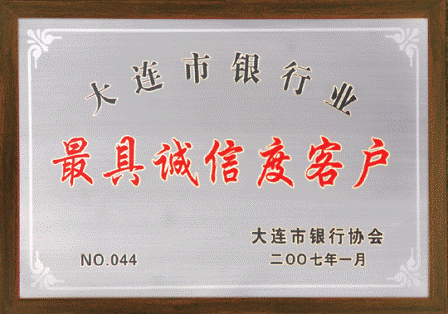 大连市银行业
最具诚信度客户
大连市银行协会
NO.044
二〇〇七年一月